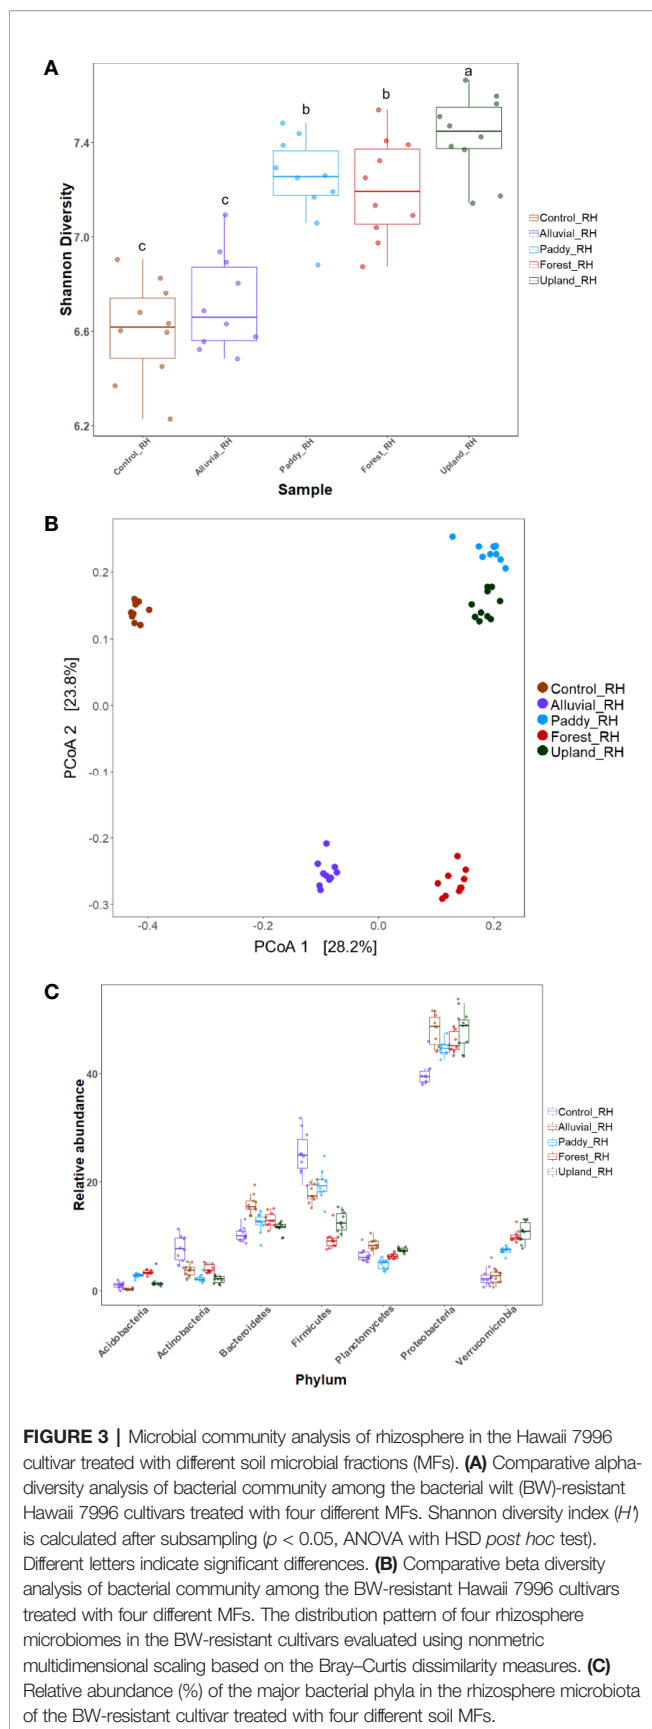 A
a
b
b
c
c
7.4
7.0
6.6
6.2
Shannon Diversity
Control_RH
Alluvial_RH
Paddy_RH
Forest_RH
Upland_RH
Control_RH
Alluvial_RH
Paddy_RH
Forest_RH
Upland_RH
Sample
B
0.2
0.1
0.0
-0.1
-0.2
-0.3
PCoA 2 [23.8%]
Control_RH
Alluvial_RH
Paddy_RH
Forest_RH
Upland_RH
-0.4
-0.2
0.0
0.2
PCoA 1 [28.2%]
C
40
20
0
Relative abundance
Control_RH
Alluvial_RH
Paddy_RH
Forest_RH
Upland_RH
Acidobacteria
Actinobacteria
Bacteroidetes
Firmicutes
Planctomycetes
Proteobacteria
Verrucomicrobia
Phylum
FIGURE 3 | Microbial community analysis of rhizosphere in the Hawaii 7996
cultivar treated with different soil microbial fractions (MFs). (A) Comparative alpha-
diversity analysis of bacterial community among the bacterial wilt (BW)-resistant
Hawaii 7996 cultivars treated with four different MFs. Shannon diversity index (H′)
is calculated after subsampling (p < 0.05, ANOVA with HSD post hoc test).
Different letters indicate significant differences. (B) Comparative beta diversity
analysis of bacterial community among the BW-resistant Hawaii 7996 cultivars
treated with four different MFs. The distribution pattern of four rhizosphere
microbiomes in the BW-resistant cultivars evaluated using nonmetric
multidimensional scaling based on the Bray–Curtis dissimilarity measures. (C)
Relative abundance (%) of the major bacterial phyla in the rhizosphere microbiota
of the BW-resistant cultivar treated with four different soil MFs.